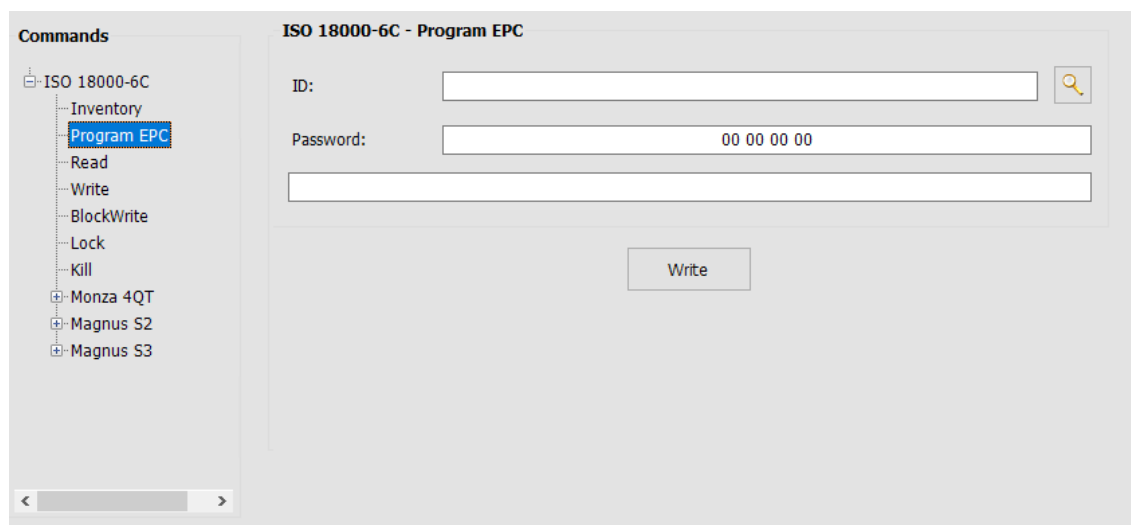 Commands
ISO 18000-6C
Inventory
Program EPC
Read
Write
BlockWrite
Lock
Kill
Monza 4QT
Magnus S2
Magnus S3
ISO 18000-6C - Program EPC
ID:
Password:
00 00 00 00
Write